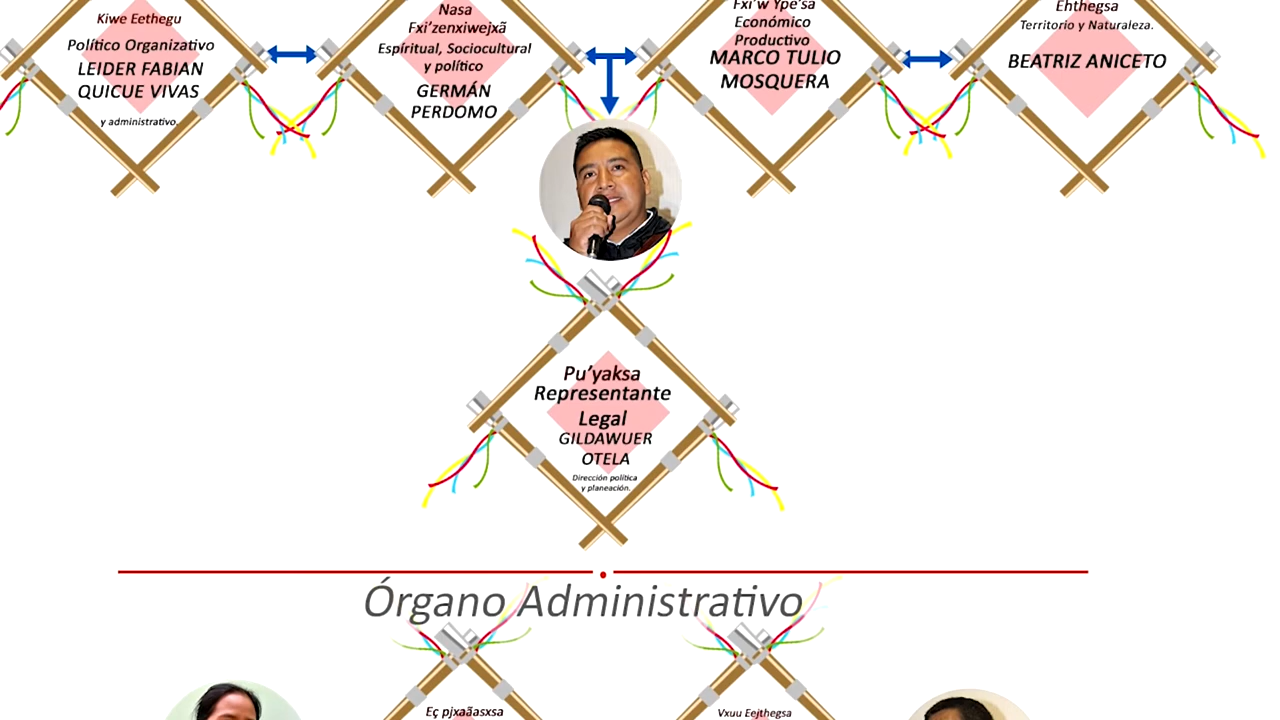 Kiwe Eethegu
Político Organizativo
LEIDER FABIAN
QUICUE VIVAS
y administrativo.
Nasa
Fxi’zenxiwejxã
Espíritual, Sociocultural
y político
GERMÁN
PERDOMO
Fxi’w Ype’sa
Económico
Productivo
MARCO TULIO
MOSQUERA
Ehthegsa
Territorio y Naturaleza.
BEATRIZ ANICETO
Pu’yaksa
Representante
Legal
GILDAWUER
OTELA
Dirección política
y planeación.
Órgano Administrativo
Eç pjxaãasxsa
Vxuu Eejthegsa